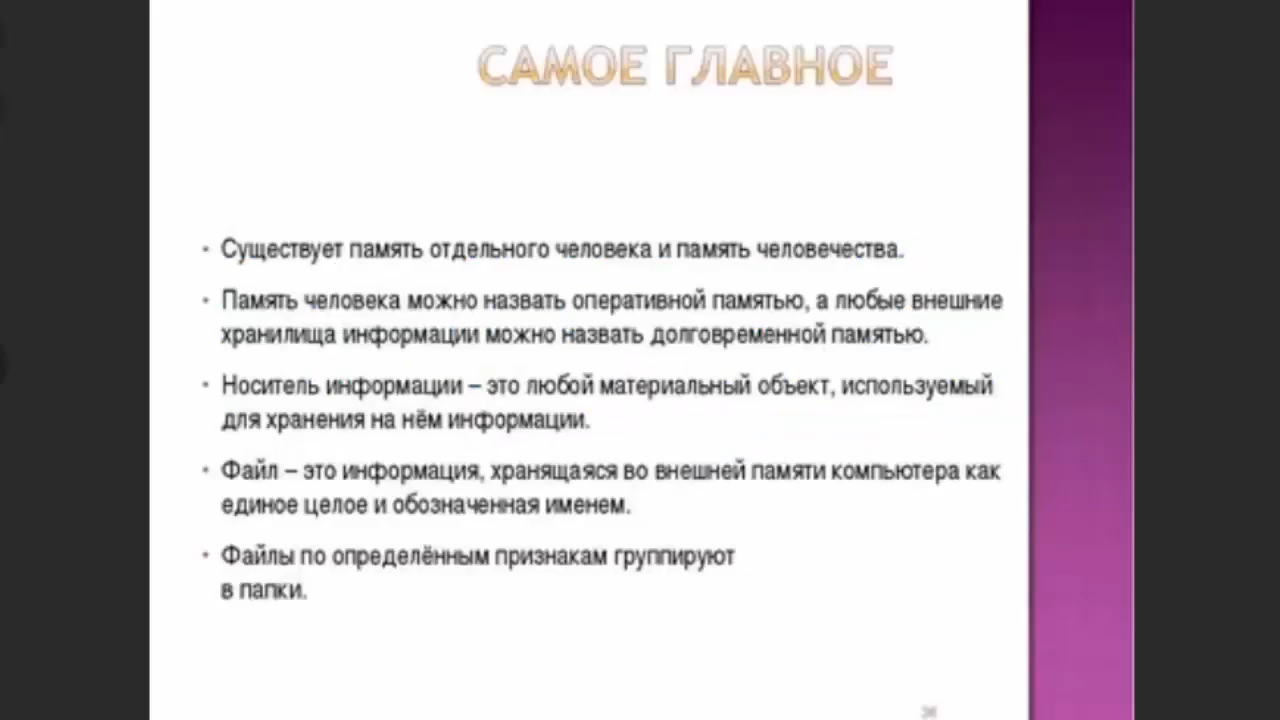 САМОЕ ГЛАВНОЕ
• Существует память отдельного человека и память человечества.
• Память человека можно назвать оперативной памятью, а любые внешние
хранилища информации можно назвать долговременной памятью.
• Носитель информации – это любой материальный объект, используемый
для хранения на нём информации.
• Файл – это информация, хранящаяся во внешней памяти компьютера как
единое целое и обозначенная именем.
• Файлы по определённым признакам группируют
в папки.